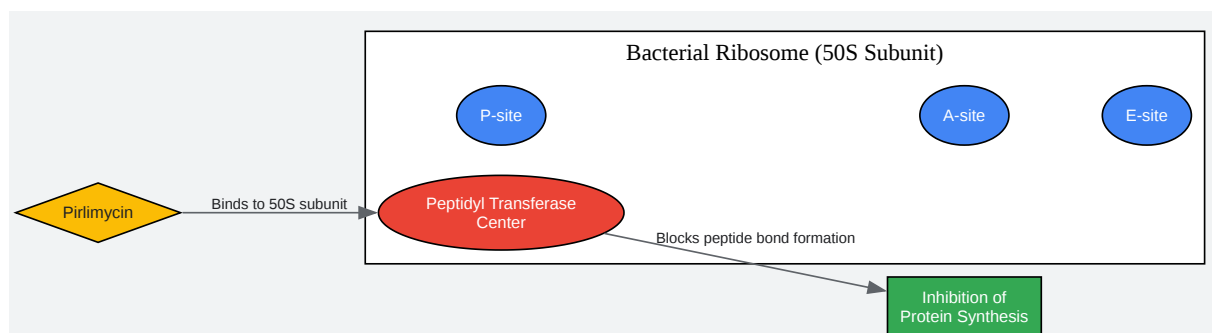 Bacterial Ribosome (50S Subunit)
P-site
A-site
E-site
Pirlimycin
Binds to 50S subunit
Peptidyl Transferase
Center
Blocks peptide bond formation
Inhibition of
Protein Synthesis